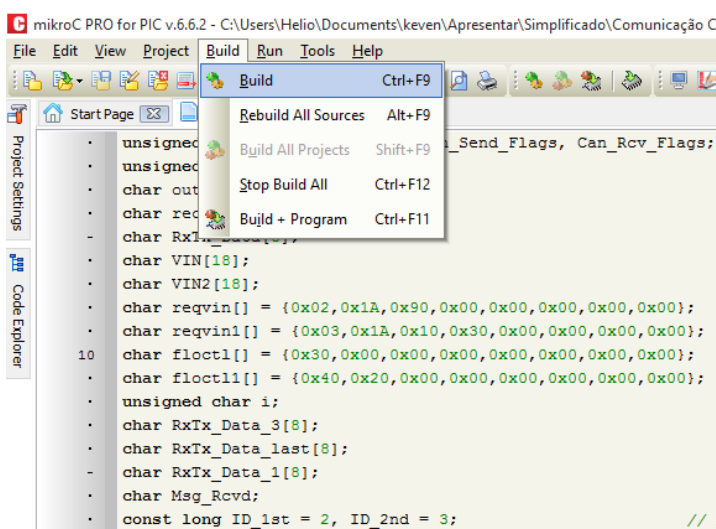 mikroC PRO for PIC v.6.6.2 - C:\Users\Helio\Documents\keven\Apresentar\Simplificado\Comunicação C
File Edit View Project Build Run Tools Help
Build Ctrl+F9
Start Page
Rebuild All Sources Alt+F9
unsigned _Send_Flags, Can_Rcv_Flags;
Build All Projects Shift+F9
unsigned
Stop Build All Ctrl+F12
char out
char rec
Build + Program Ctrl+F11
char RxTx_Data[8];
char VIN[18];
char VIN2[18];
char reqvin[] = {0x02,0x1A,0x90,0x00,0x00,0x00,0x00,0x00};
char reqvin1[] = {0x03,0x1A,0x10,0x30,0x00,0x00,0x00,0x00};
10 char floctl[] = {0x30,0x00,0x00,0x00,0x00,0x00,0x00,0x00};
char floctl1[] = {0x40,0x20,0x00,0x00,0x00,0x00,0x00,0x00};
unsigned char i;
char RxTx_Data_3[8];
char RxTx_Data_last[8];
char RxTx_Data_1[8];
char Msg_Rcvd;
const long ID_1st = 2, ID_2nd = 3; //
Project Settings
Code Explorer